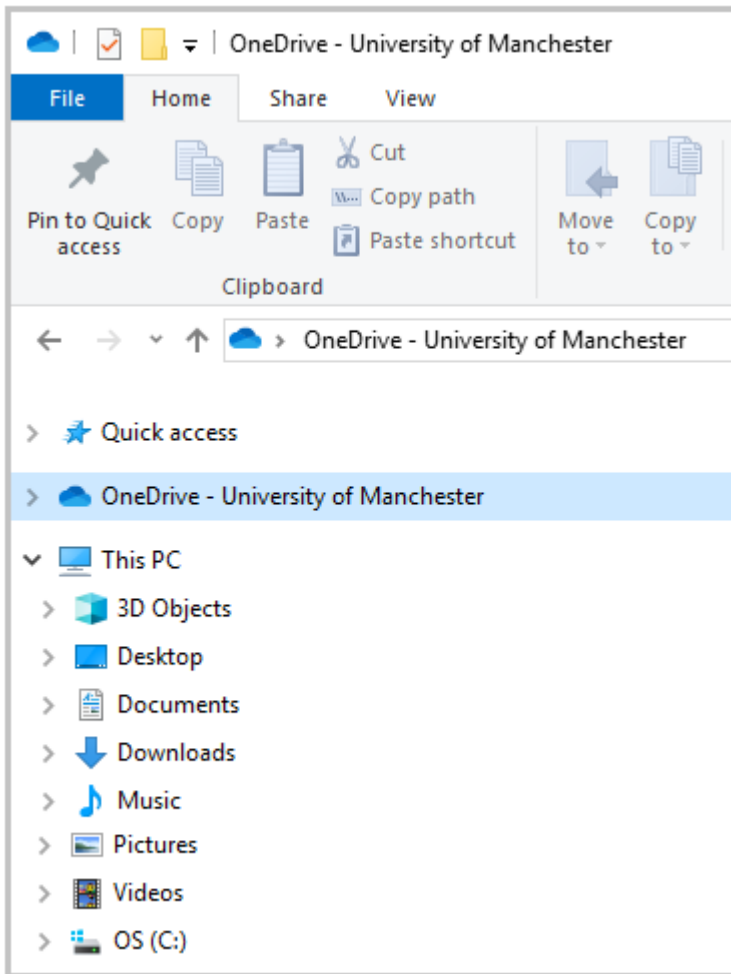 OneDrive - University of Manchester
File Home Share View
Pin to Quick access
Copy
Paste
Cut
Copy path
Paste shortcut
Move to
Copy to
Clipboard
OneDrive - University of Manchester
Quick access
OneDrive - University of Manchester
This PC
3D Objects
Desktop
Documents
Downloads
Music
Pictures
Videos
OS (C:)